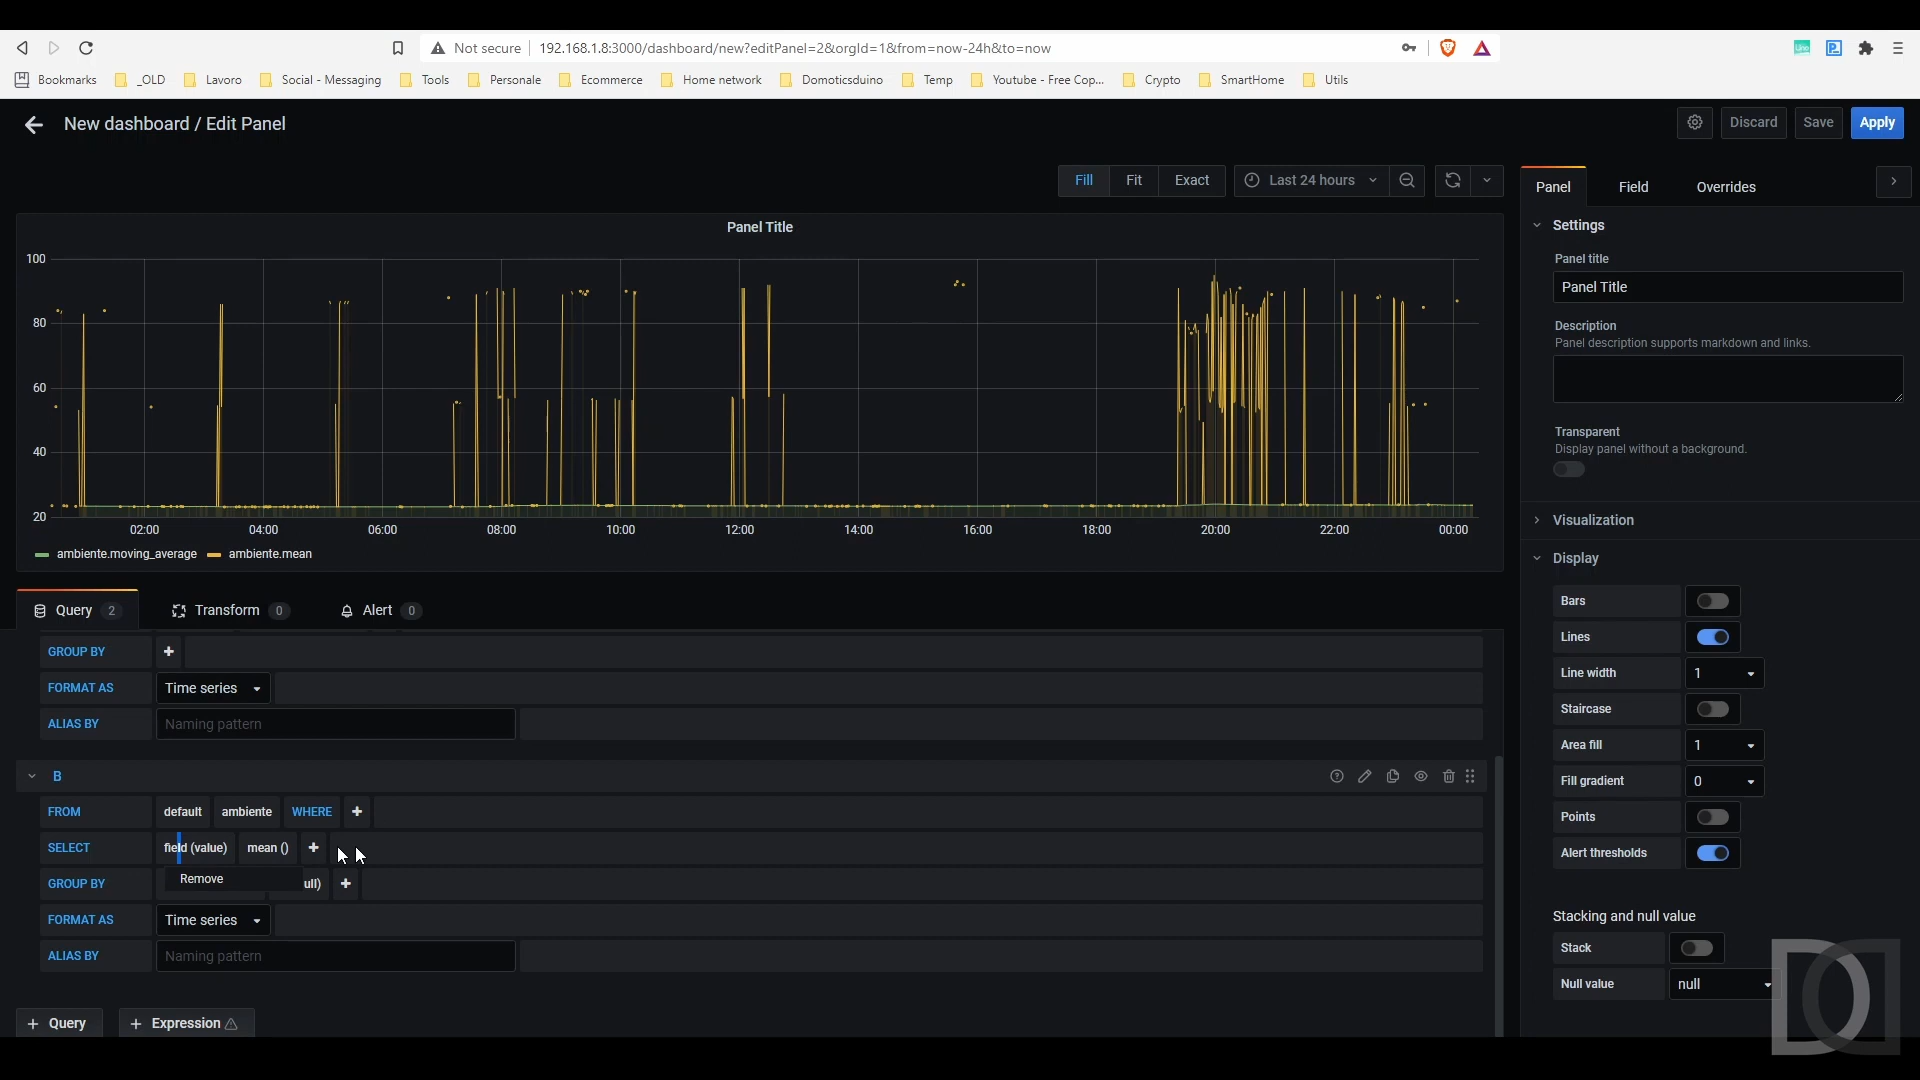 Not secure 192.168.1.8:3000/dashboard/new?editPanel=2&orgId=1&from=now-24h&to=now
Bookmarks _OLD Lavoro Social - Messaging Tools Personale Ecommerce Home network Domoticsduino Temp Youtube - Free Cop... Crypto SmartHome Utils
New dashboard / Edit Panel
Discard Save Apply
Fill Fit Exact Last 24 hours
Panel Field Overrides
Panel Title
100
80
60
40
20
02:00 04:00 06:00 08:00 10:00 12:00 14:00 16:00 18:00 20:00 22:00 00:00
ambiente.moving_average ambiente.mean
Query 2 Transform 0 Alert 0
GROUP BY +
FORMAT AS Time series
ALIAS BY Naming pattern
B
FROM default ambiente WHERE +
SELECT field (value) mean () +
Remove
GROUP BY ull) +
FORMAT AS Time series
ALIAS BY Naming pattern
+ Query + Expression
Settings
Panel title
Panel Title
Description
Panel description supports markdown and links.
Transparent
Display panel without a background.
Visualization
Display
Bars
Lines
Line width 1
Staircase
Area fill 1
Fill gradient 0
Points
Alert thresholds
Stacking and null value
Stack
Null value null